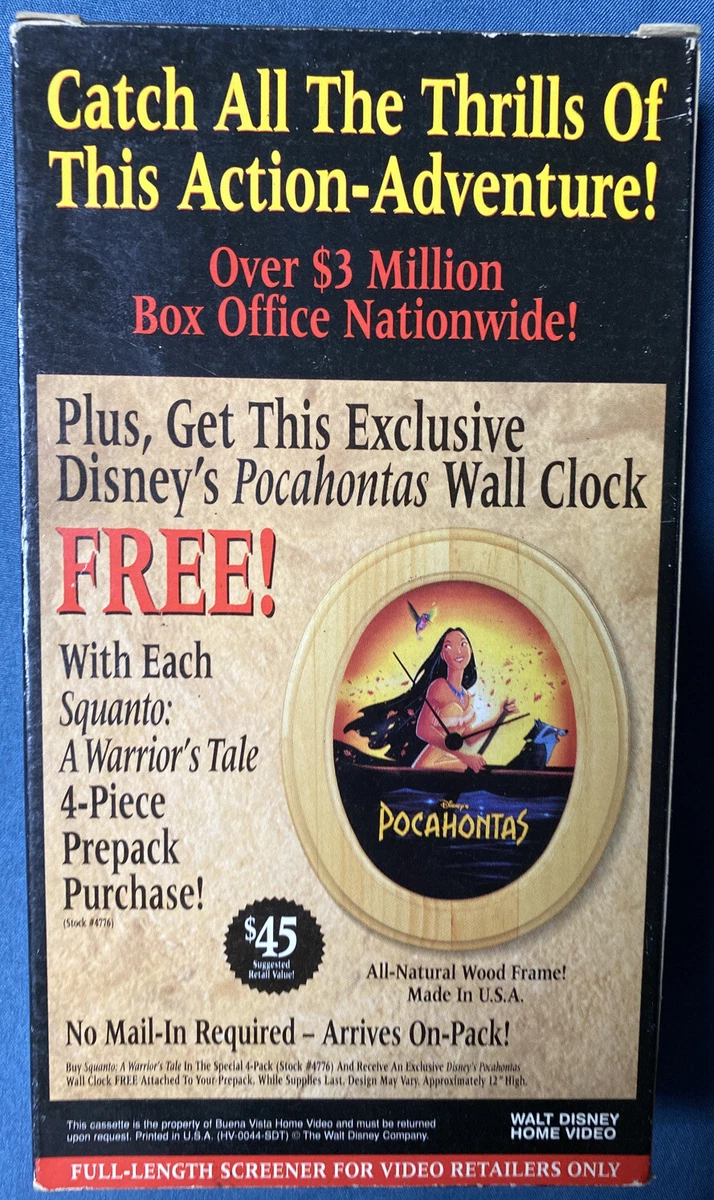 Catch All The Thrills Of
This Action-Adventure!
Over $3 Million
Box Office Nationwide!
Plus, Get This Exclusive
Disney's Pocahontas Wall Clock
FREE!
With Each
Squanto:
A Warrior's Tale
4-Piece
Prepack
Purchase!
(Stock #4776)
Disney's
POCAHONTAS
$45
Suggested
Retail Value!
All-Natural Wood Frame!
Made In U.S.A.
No Mail-In Required – Arrives On-Pack!
Buy Squanto: A Warrior's Tale In The Special 4-Pack (Stock #4776) And Receive An Exclusive Disney's Pocahontas
Wall Clock FREE Attached To Your Prepack. While Supplies Last. Design May Vary. Approximately 12" High.
This cassette is the property of Buena Vista Home Video and must be returned
upon request. Printed in U.S.A. (HV-0044-SDT) © The Walt Disney Company.
WALT DISNEY
HOME VIDEO
FULL-LENGTH SCREENER FOR VIDEO RETAILERS ONLY